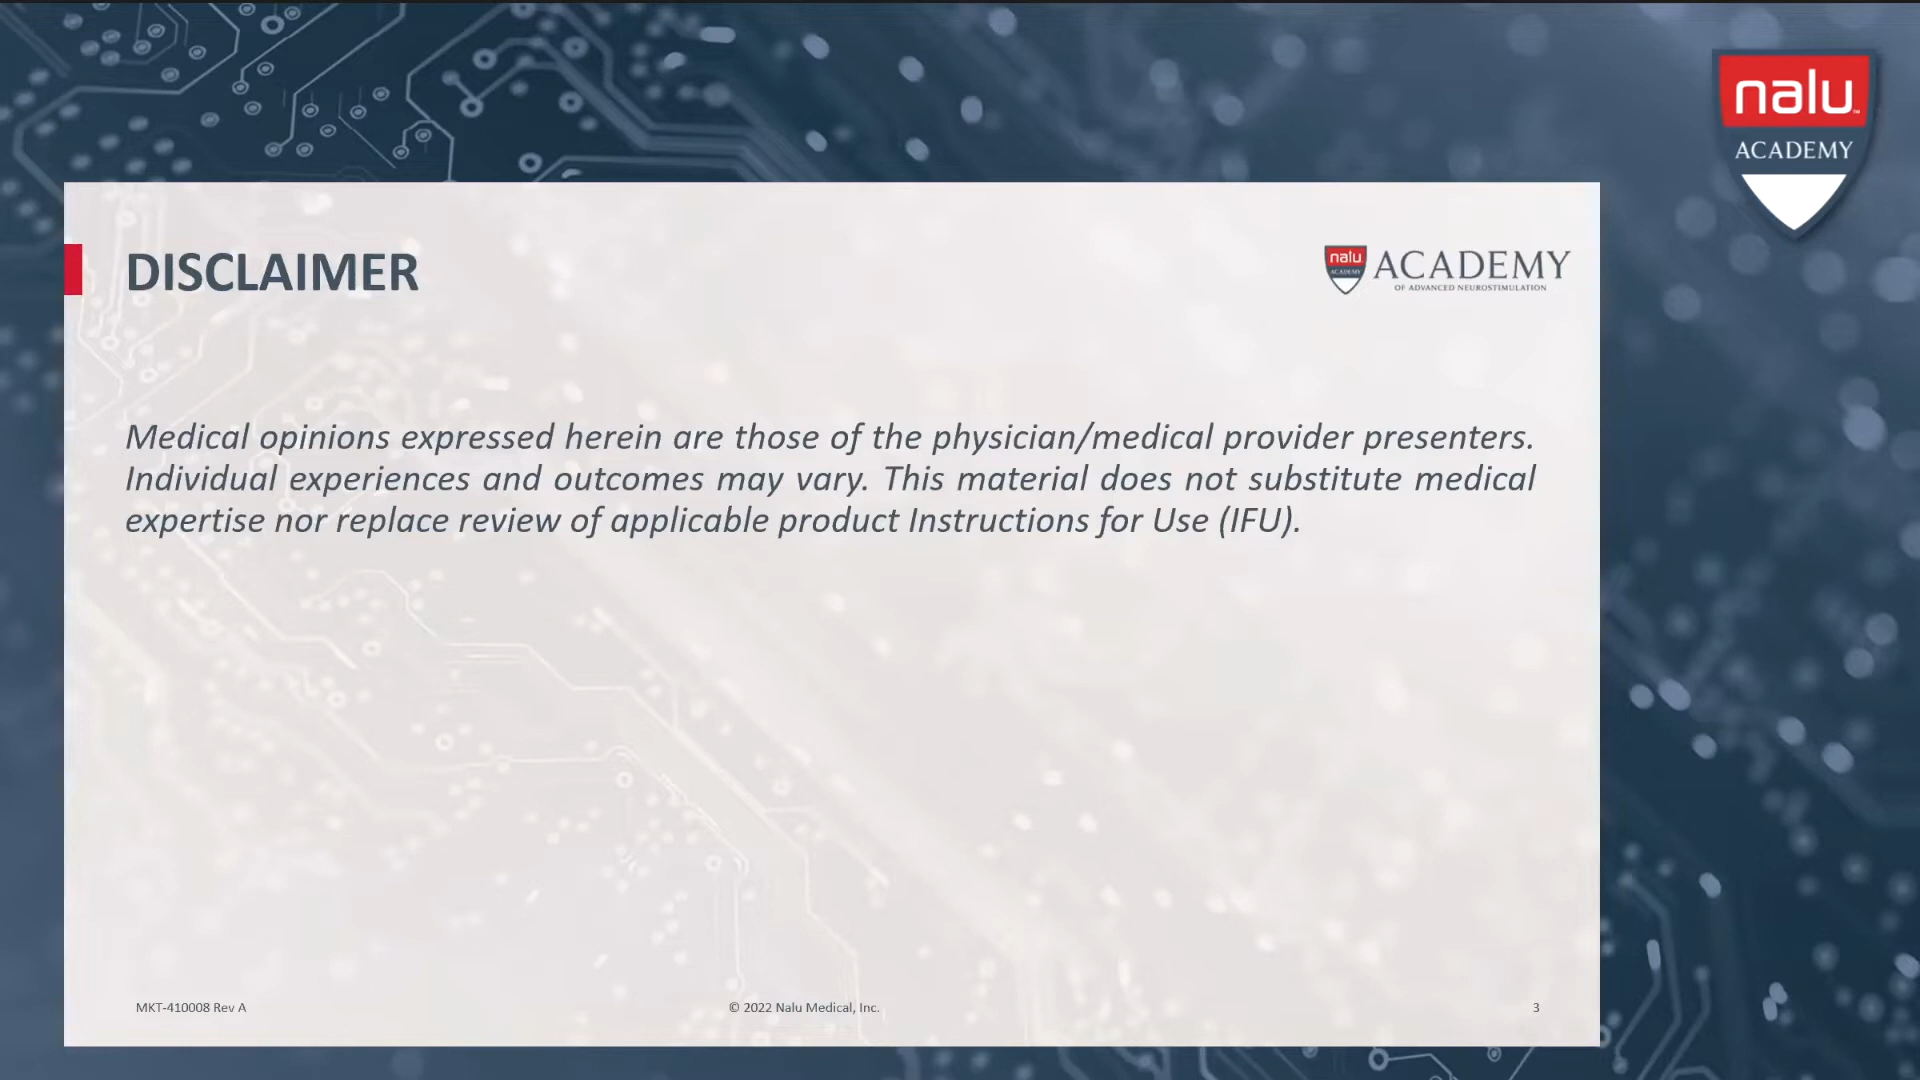 nalu™
ACADEMY
DISCLAIMER
nalu
ACADEMY
ACADEMY
OF ADVANCED NEUROSTIMULATION
Medical opinions expressed herein are those of the physician/medical provider presenters.
Individual experiences and outcomes may vary. This material does not substitute medical
expertise nor replace review of applicable product Instructions for Use (IFU).
MKT-410008 Rev A
© 2022 Nalu Medical, Inc.
3